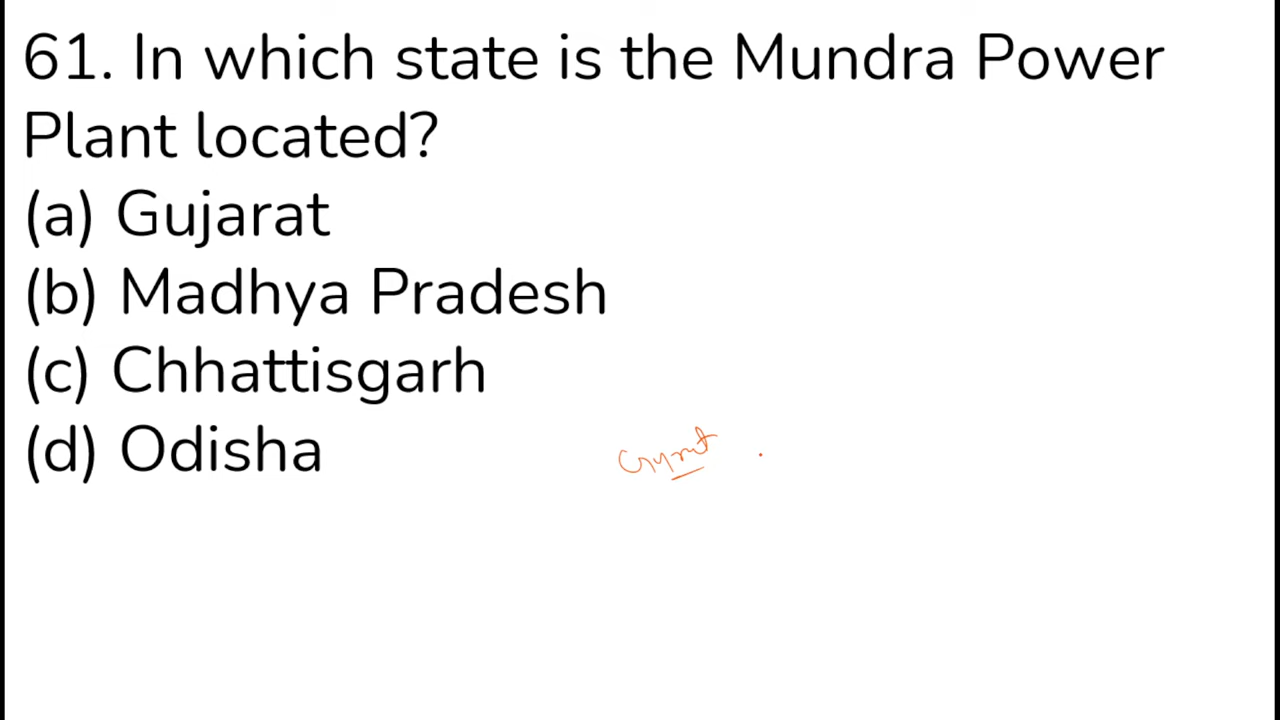 61. In which state is the Mundra Power
Plant located?
(a) Gujarat
(b) Madhya Pradesh
(c) Chhattisgarh
(d) Odisha